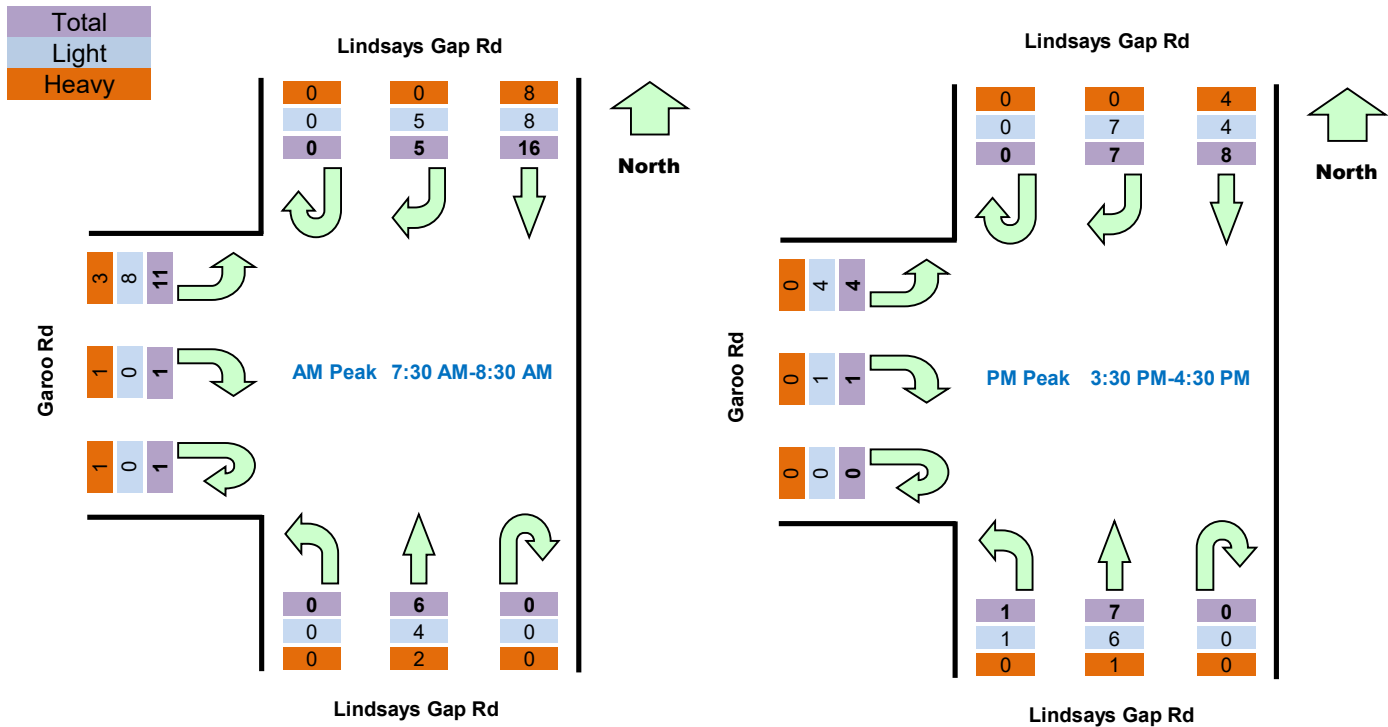 Total
Light
Heavy
Lindsays Gap Rd
0 0 8
0 5 8
0 5 16
North
3 8 11
1 0 1
1 0 1
Garoo Rd
AM Peak 7:30 AM-8:30 AM
0 6 0
0 4 0
0 2 0
Lindsays Gap Rd
Lindsays Gap Rd
0 0 4
0 7 4
0 7 8
North
0 4 4
0 1 1
0 0 0
Garoo Rd
PM Peak 3:30 PM-4:30 PM
1 7 0
1 6 0
0 1 0
Lindsays Gap Rd